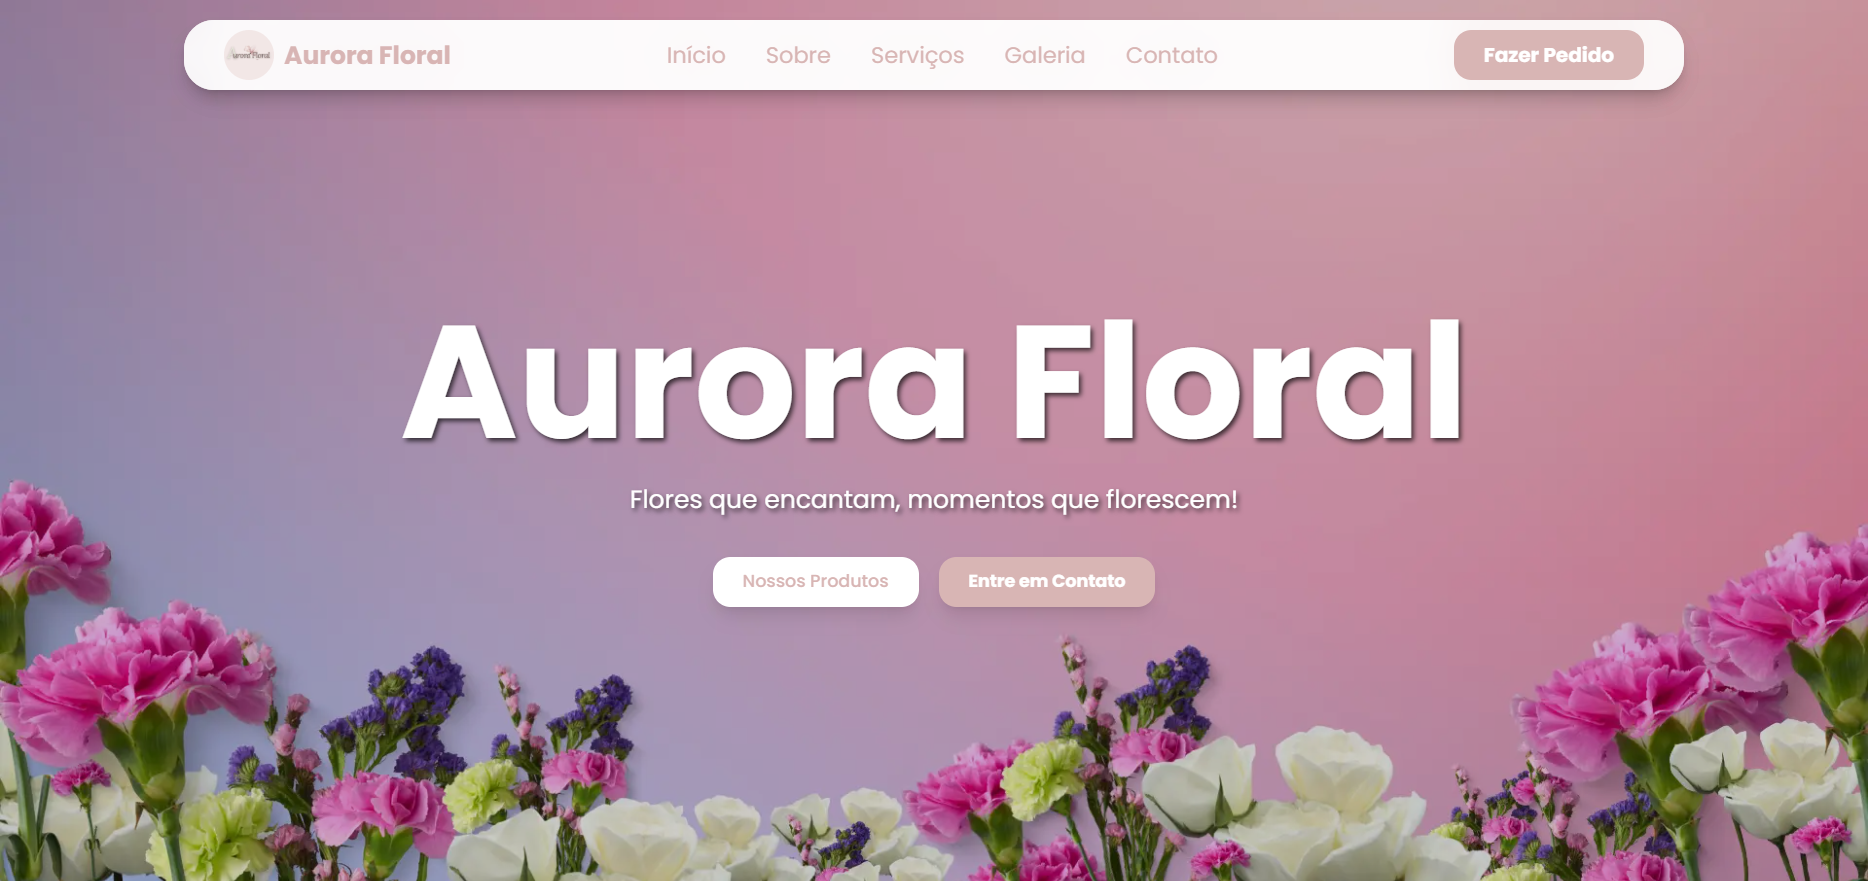 Aurora Floral
Aurora Floral
Início
Sobre
Serviços
Galeria
Contato
Fazer Pedido
Aurora Floral
Flores que encantam, momentos que florescem!
Nossos Produtos
Entre em Contato